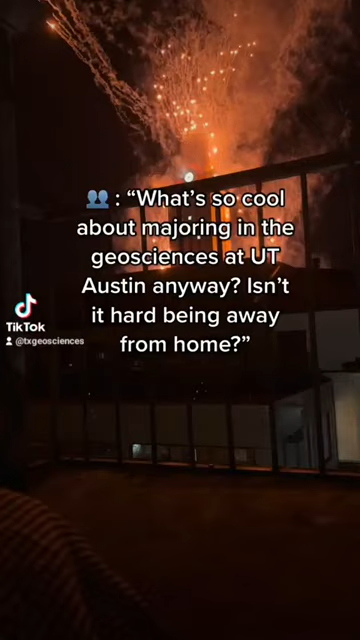 👥 : “What’s so cool
about majoring in the
geosciences at UT
Austin anyway? Isn’t
it hard being away
from home?”
TikTok
@txgeosciences